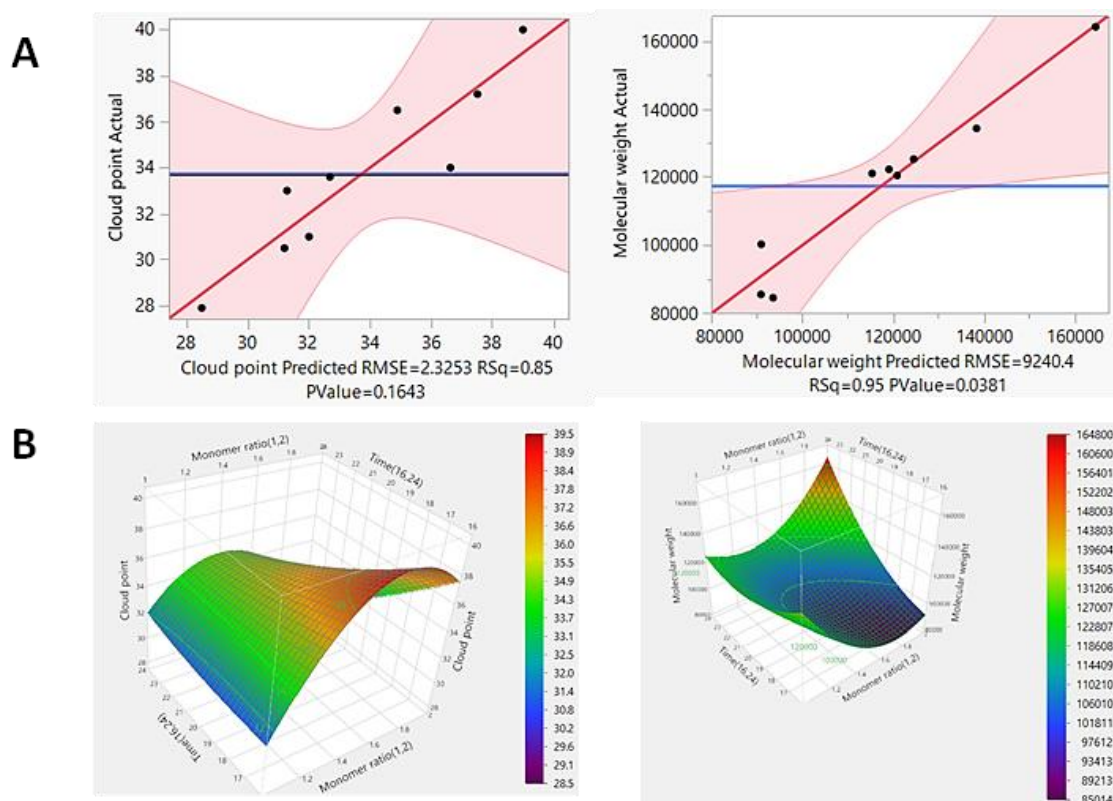 A
Cloud point Actual
40
38
36
34
32
30
28
28 30 32 34 36 38 40
Cloud point Predicted RMSE=2.3253 RSq=0.85
PValue=0.1643
Molecular weight Actual
160000
140000
120000
100000
80000
80000 100000 120000 140000 160000
Molecular weight Predicted RMSE=9240.4
RSq=0.95 PValue=0.0381
B
Monomer ratio(1,2)
Time(16,24)
Cloud point
Cloud point
Time(16,24)
Monomer ratio(1,2)
39.5
38.9
38.4
37.8
37.2
36.6
36.0
35.5
34.9
34.3
33.7
33.1
32.5
32.0
31.4
30.8
30.2
29.6
29.1
28.5
Monomer ratio(1,2)
Time(16,24)
Molecular weight
Molecular weight
Time(16,24)
Monomer ratio(1,2)
164800
160600
156401
152202
148003
143803
139604
135405
131206
127007
122807
118608
114409
110210
106010
101811
97612
93413
89213
85014